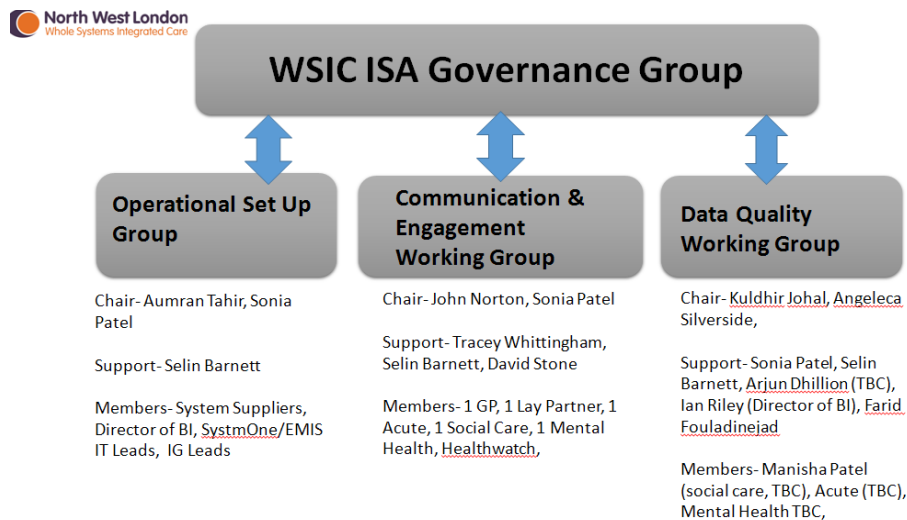 North West London
Whole Systems Integrated Care
WSIC ISA Governance Group
Operational Set Up
Group
Chair- Aumran Tahir, Sonia
Patel
Support- Selin Barnett
Members- System Suppliers,
Director of BI, SystmOne/EMIS
IT Leads,  IG Leads
Communication &
Engagement
Working Group
Chair- John Norton, Sonia Patel
Support- Tracey Whittingham,
Selin Barnett, David Stone
Members- 1 GP, 1 Lay Partner, 1
Acute, 1 Social Care, 1 Mental
Health, Healthwatch,
Data Quality
Working Group
Chair- Kuldhir Johal, Angeleca
Silverside,
Support- Sonia Patel, Selin
Barnett, Arjun Dhillion (TBC),
Ian Riley (Director of BI), Farid
Fouladinejad
Members- Manisha Patel
(social care, TBC), Acute (TBC),
Mental Health TBC,